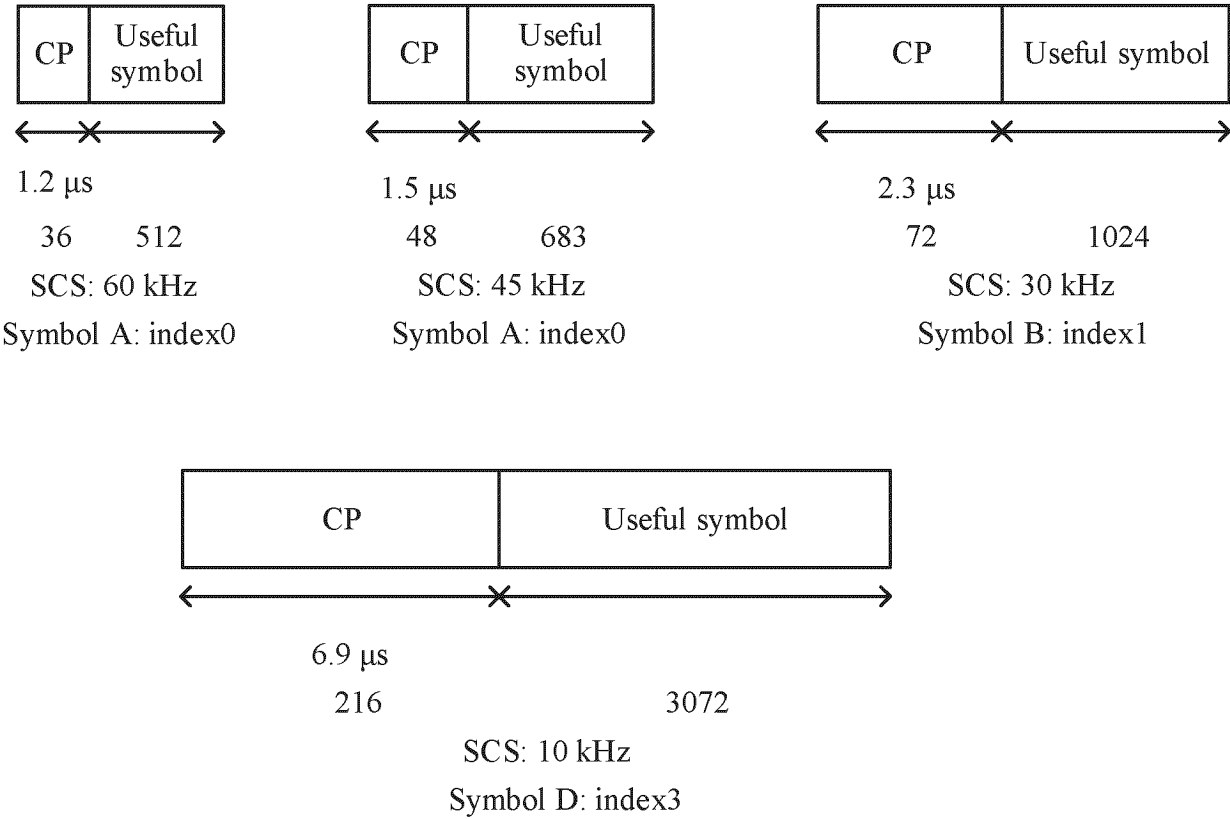 CP
Useful
symbol
1.2 μs
36 512
SCS: 60 kHz
Symbol A: index0
CP
Useful
symbol
1.5 μs
48 683
SCS: 45 kHz
Symbol A: index0
CP
Useful symbol
2.3 μs
72 1024
SCS: 30 kHz
Symbol B: index1
CP
Useful symbol
6.9 μs
216 3072
SCS: 10 kHz
Symbol D: index3